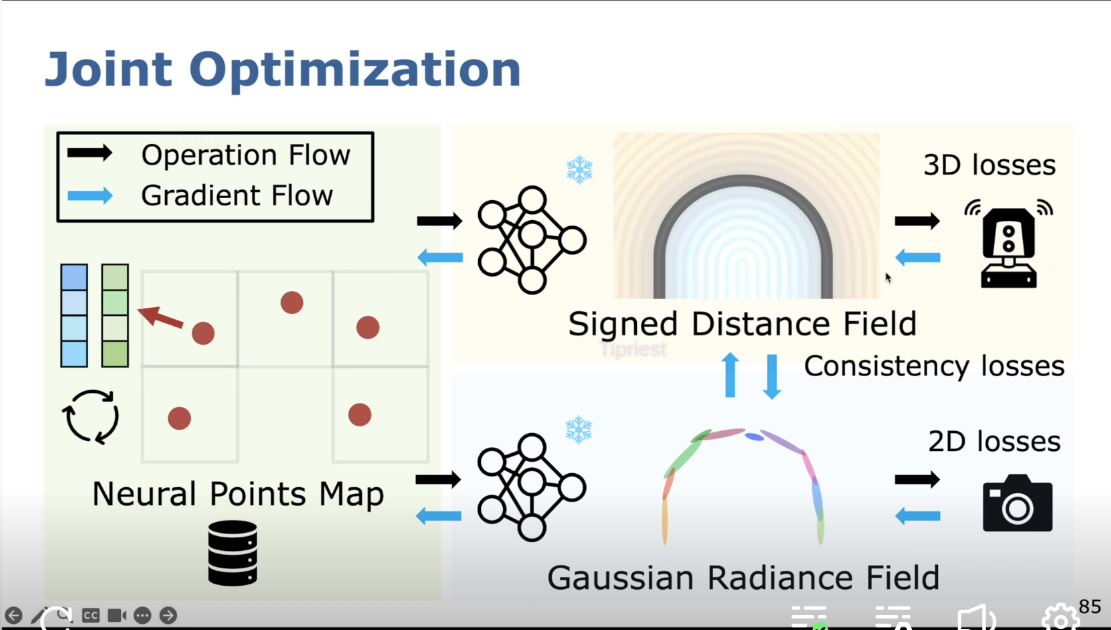 Joint Optimization
Operation Flow
Gradient Flow
3D losses
Signed Distance Field
Tipriest
Consistency losses
2D losses
Neural Points Map
Gaussian Radiance Field
CC
85